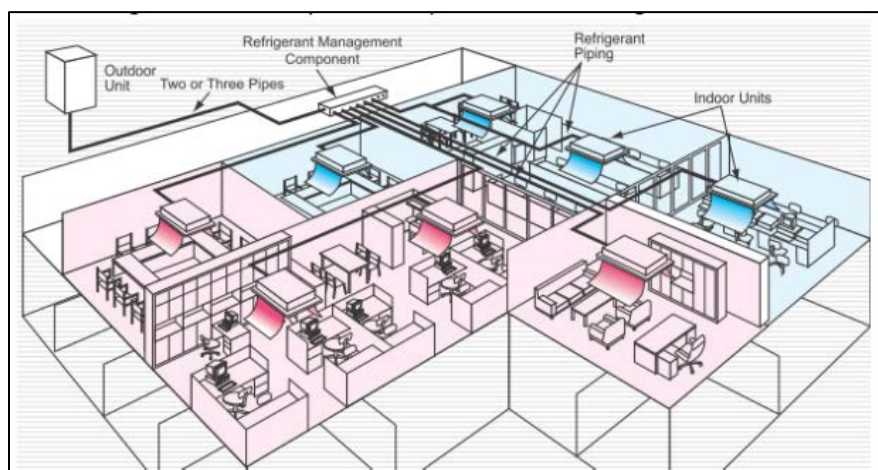 Refrigerant Management
Component
Refrigerant
Piping
Outdoor
Unit
Two or Three Pipes
Indoor Units